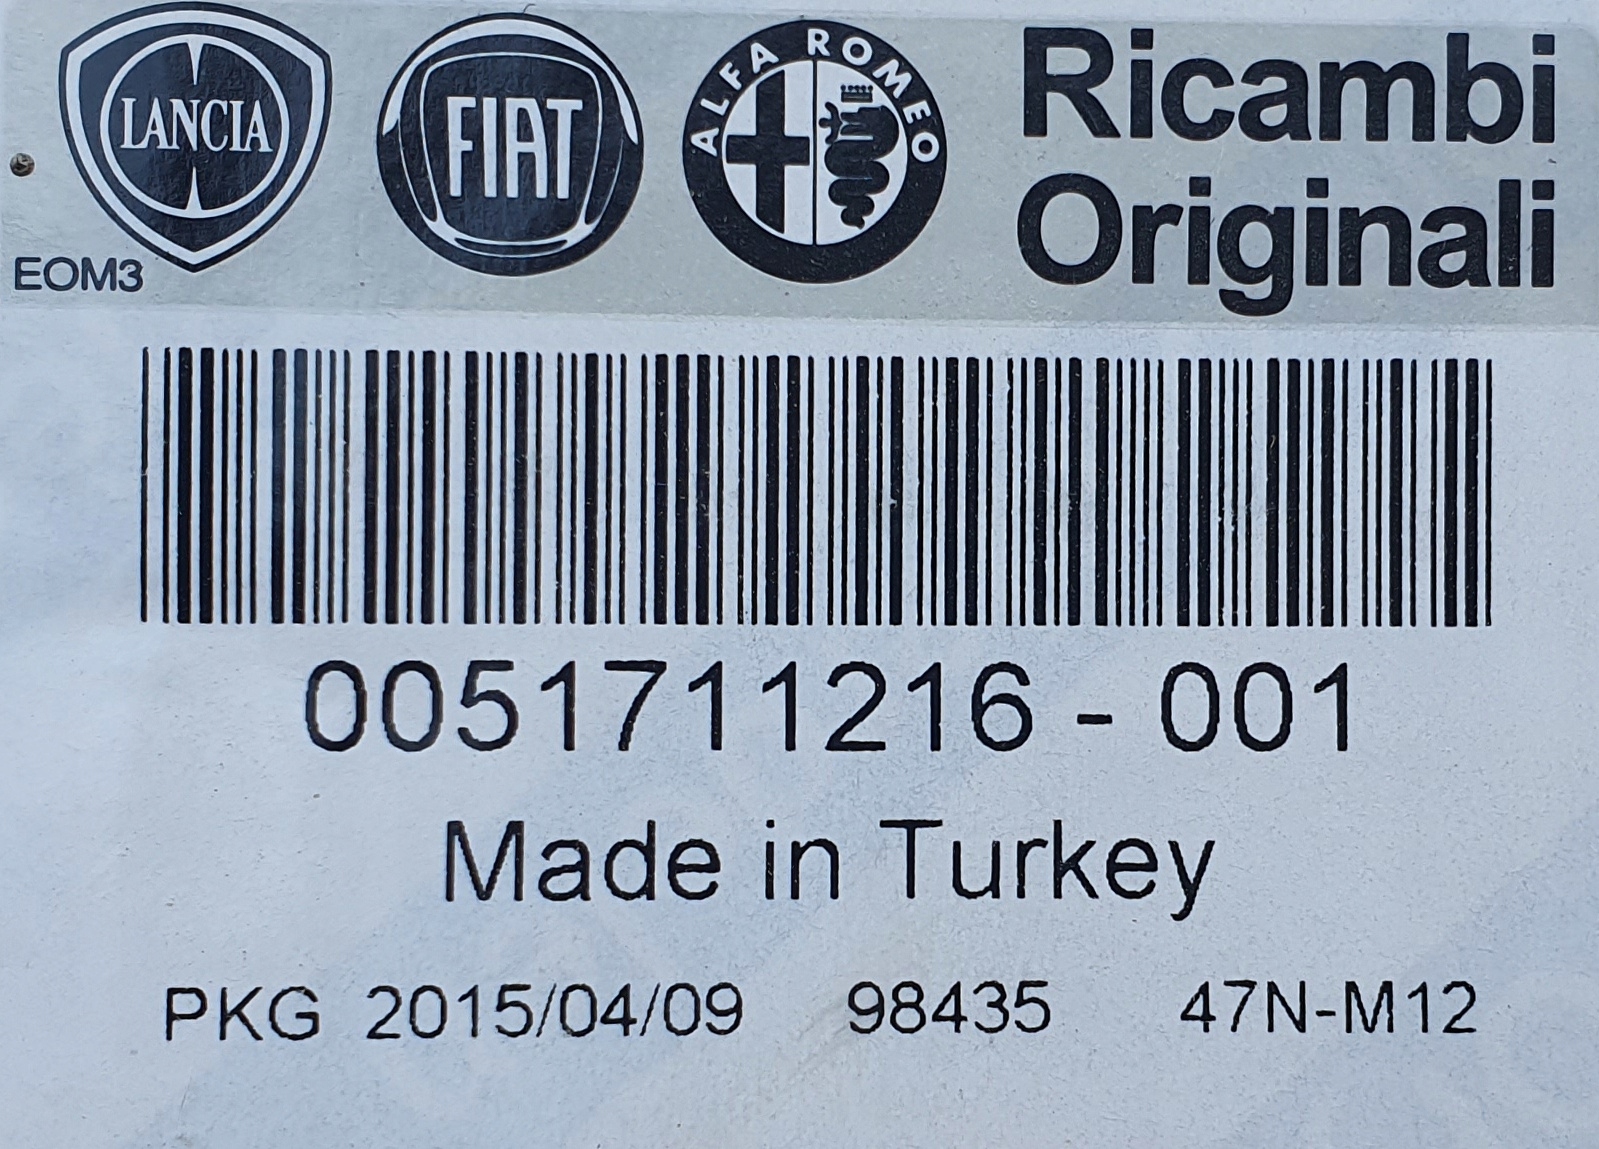 LANCIA
FIAT
ALFA ROMEO
Ricambi
Originali
EOM3
0051711216 - 001
Made in Turkey
PKG 2015/04/09 98435 47N-M12